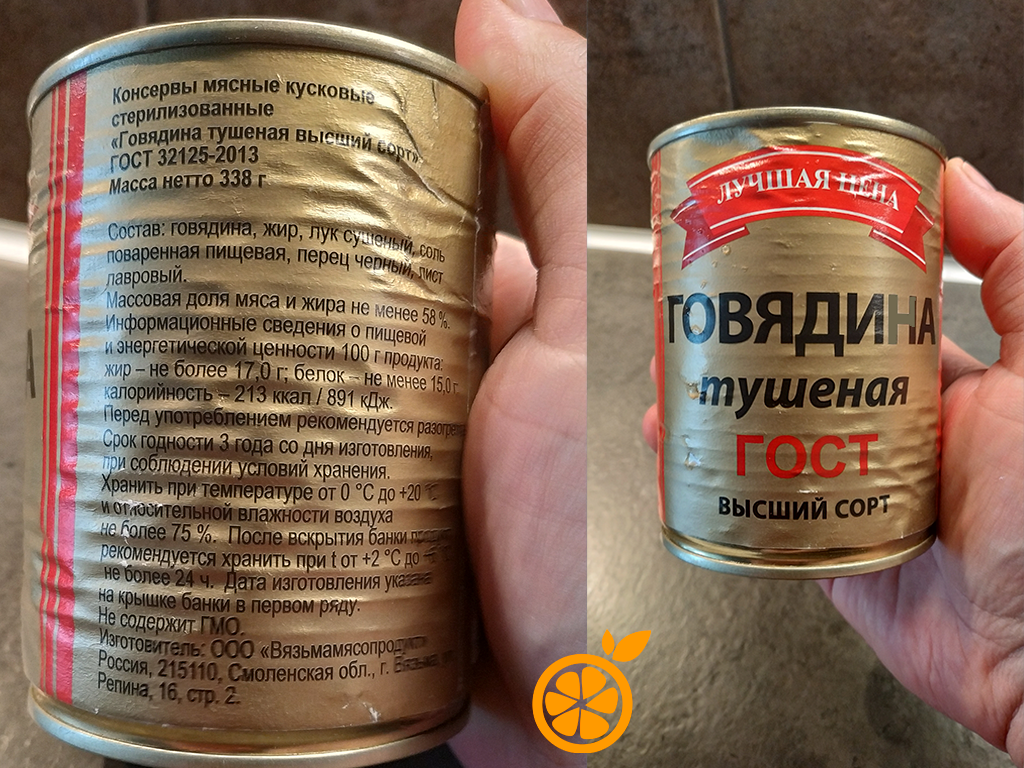 Консервы мясные кусковые
стерилизованные
«Говядина тушеная высший сорт»
ГОСТ 32125-2013
Масса нетто 338 г
Состав: говядина, жир, лук сушеный, соль
поваренная пищевая, перец черный, лист
лавровый.
Массовая доля мяса и жира не менее 58 %.
Информационные сведения о пищевой
и энергетической ценности 100 г продукта:
жир – не более 17,0 г; белок – не менее 15,0 г
калорийность – 213 ккал / 891 кДж.
Перед употреблением рекомендуется
Срок годности 3 года со дня изготовления,
при соблюдении условий хранения.
Хранить при температуре от 0 °С до +20 °С
и относительной влажности воздуха
не более 75 %. После вскрытия банки
рекомендуется хранить при t от +2 °С до
не более 24 ч. Дата изготовления указана
на крышке банки в первом ряду.
Не содержит ГМО.
Изготовитель: ООО «Вязьмамясопродукт»
Россия, 215110, Смоленская обл., г. Вязьма,
Репина, 16, стр. 2.
А
ЛУЧШАЯ ЦЕНА
ГОВЯДИНА
тушеная
ГОСТ
ВЫСШИЙ СОРТ